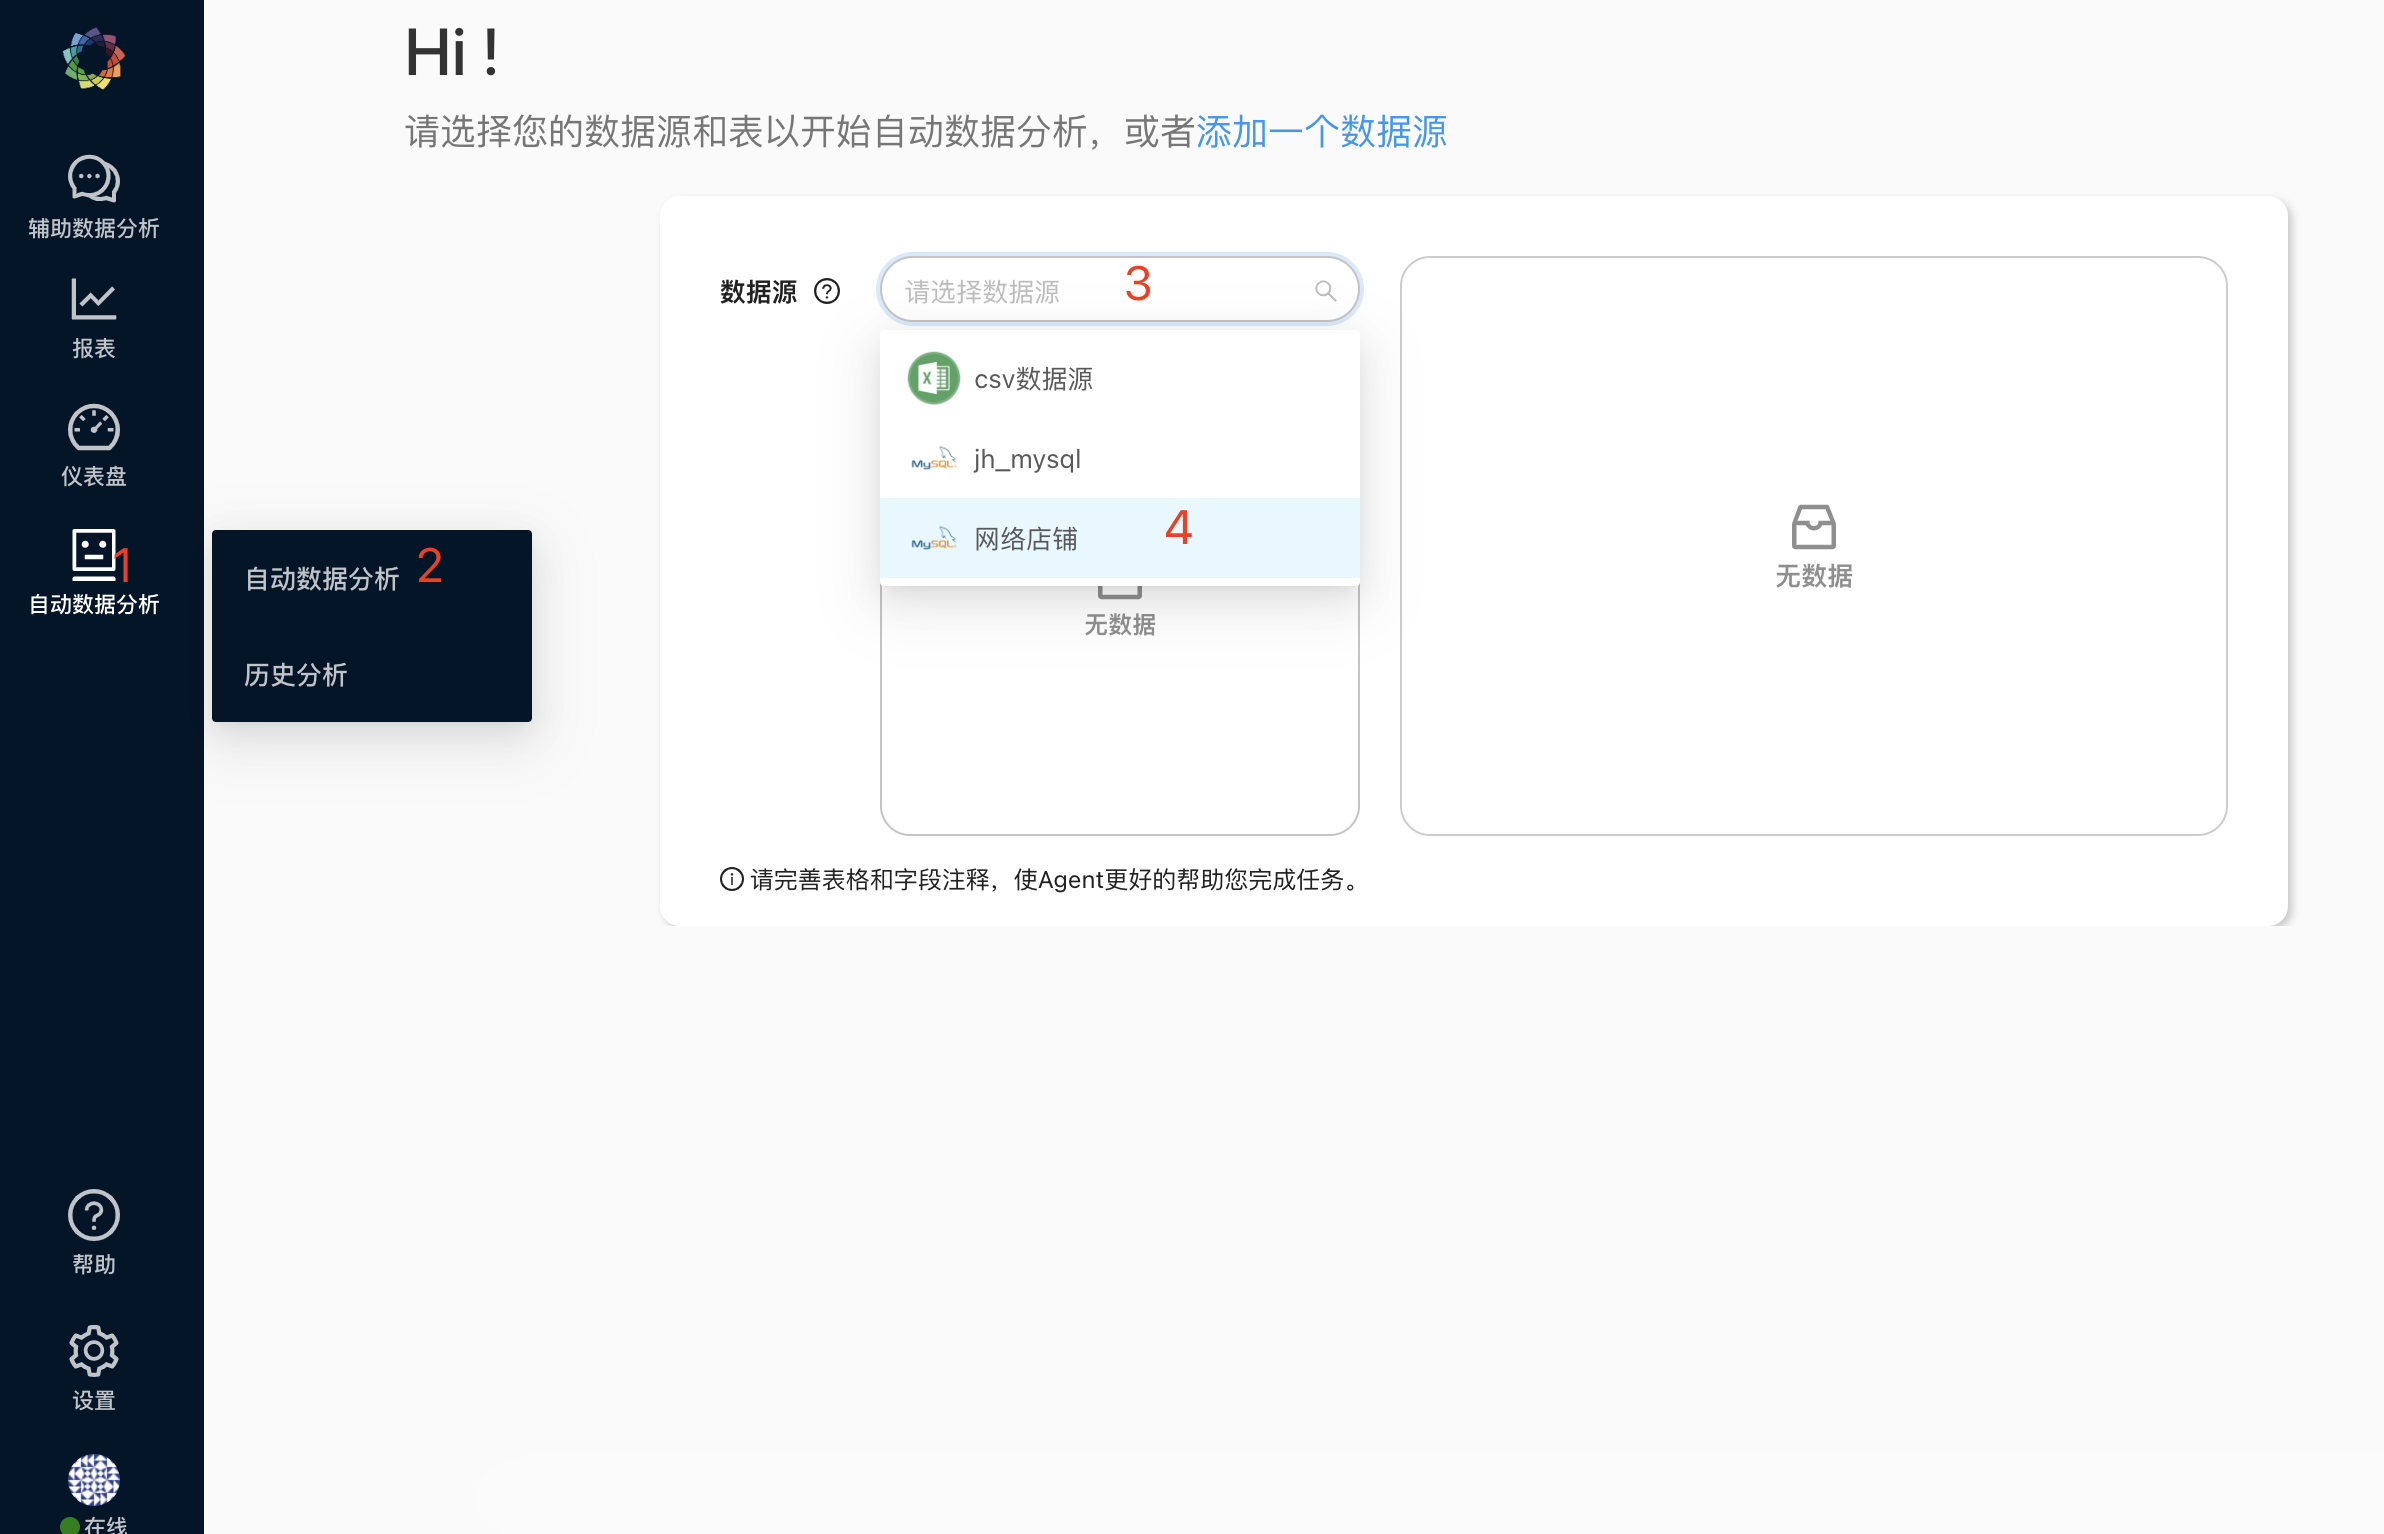 Hi !
请选择您的数据源和表以开始自动数据分析，或者添加一个数据源
辅助数据分析
报表
仪表盘
1
自动数据分析
自动数据分析 2
历史分析
数据源 ?
请选择数据源 3
csv数据源
MySQL jh_mysql
MySQL 网络店铺 4
无数据
无数据
请完善表格和字段注释，使Agent更好的帮助您完成任务。
帮助
设置
在线